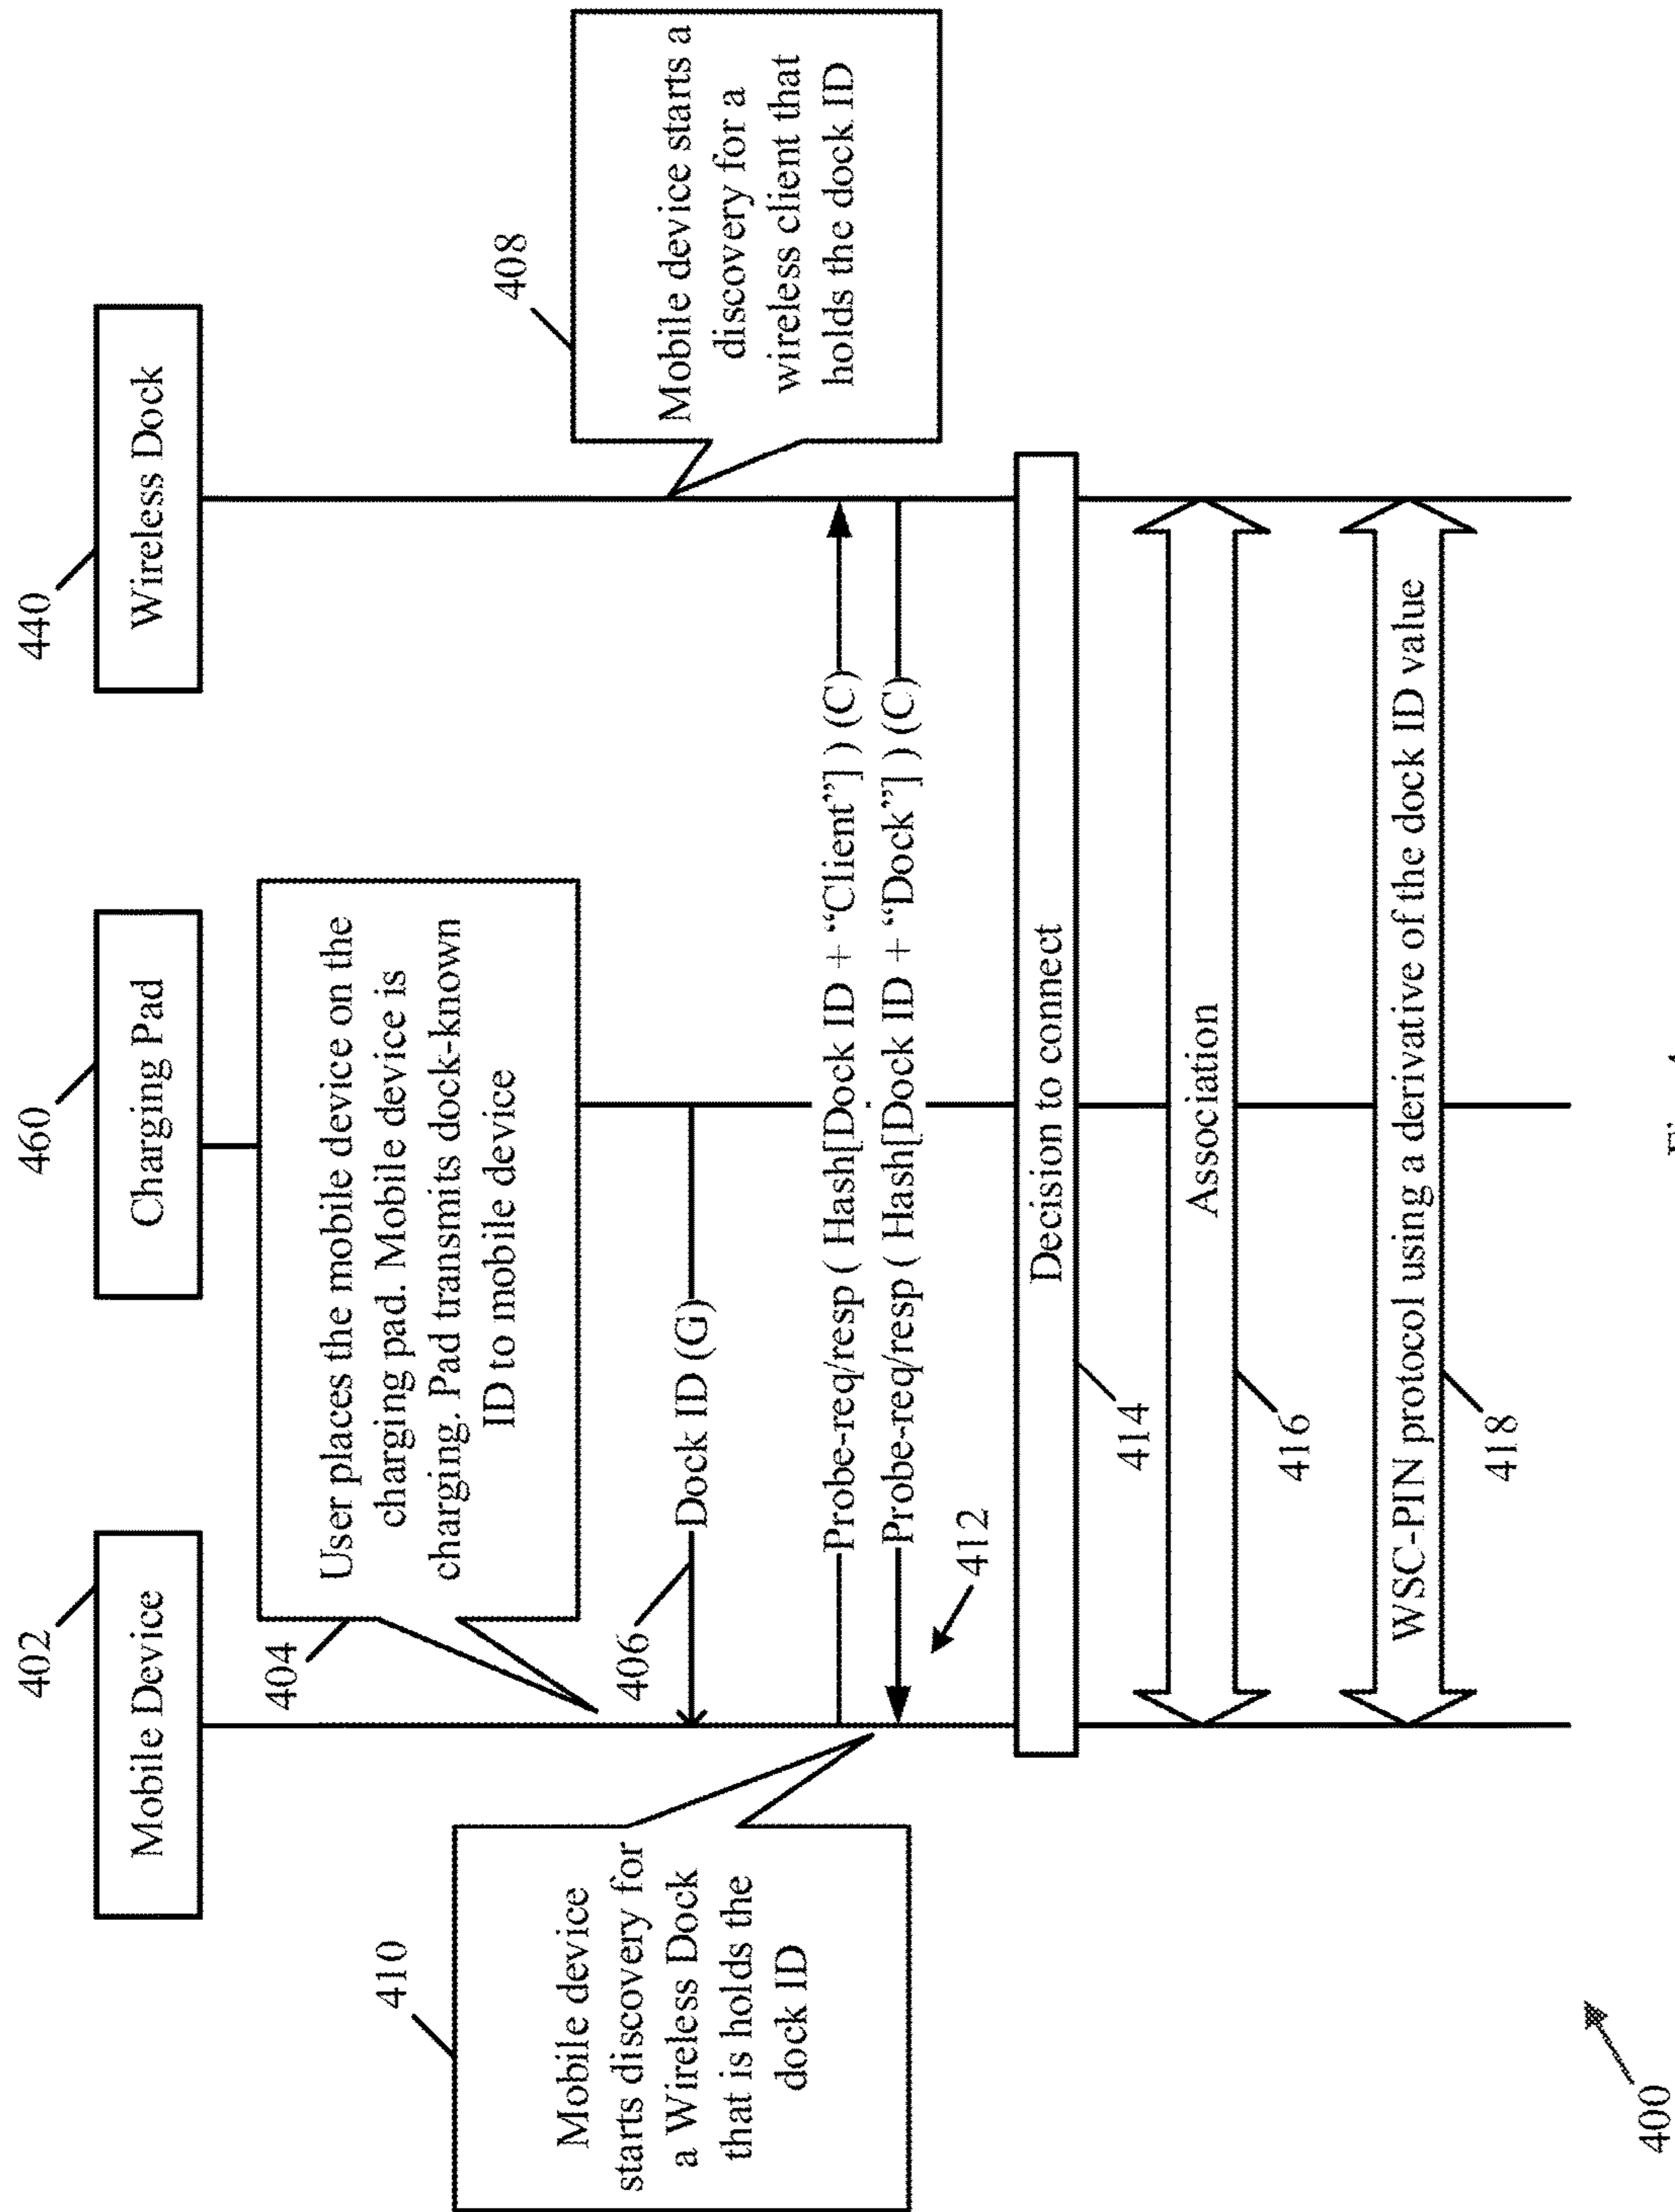 402
Mobile Device
460
Charging Pad
440
Wireless Dock
404
User places the mobile device on the
charging pad. Mobile device is
charging. Pad transmits dock-known
ID to mobile device
406
Dock ID (G)
408
Mobile device starts a
discovery for a
wireless client that
holds the dock ID
410
Mobile device
starts discovery for
a Wireless Dock
that is holds the
dock ID
Probe-req/resp ( Hash[Dock ID + “Client”] ) (C)
Probe-req/resp ( Hash[Dock ID + “Dock”] ) (C)
412
Decision to connect
414
Association
416
WSC-PIN protocol using a derivative of the dock ID value
418
400